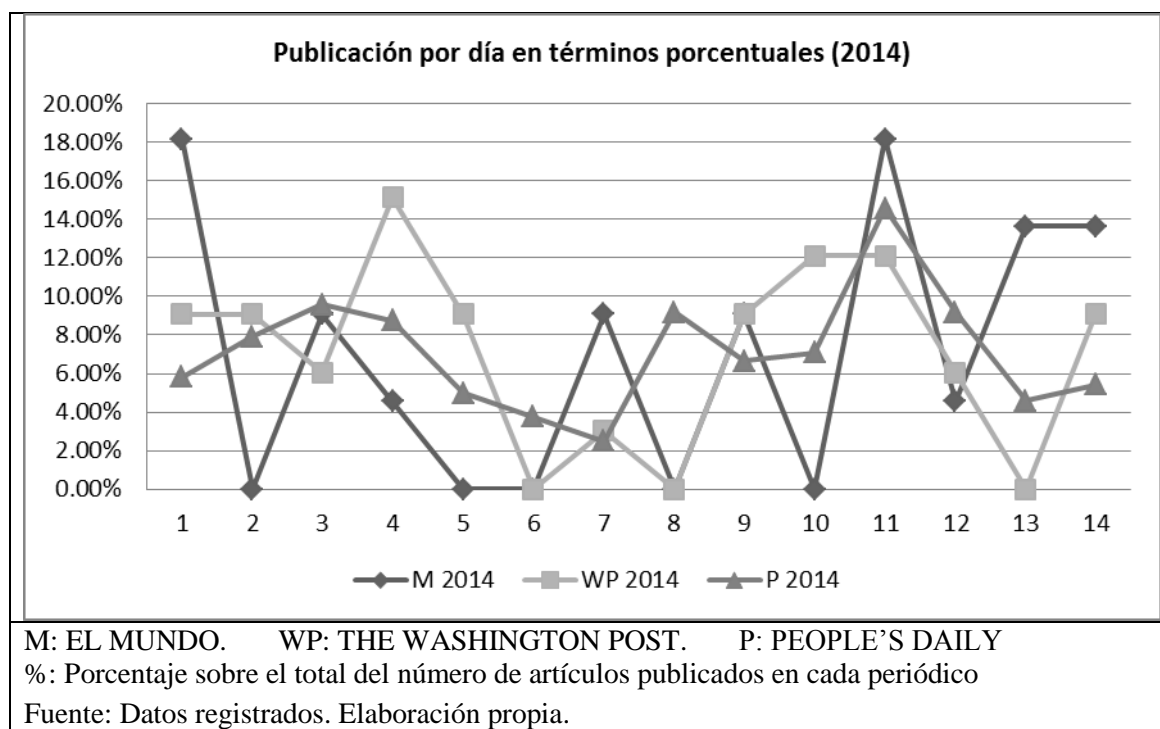 Publicación por día en términos porcentuales (2014)
20.00%
18.00%
16.00%
14.00%
12.00%
10.00%
8.00%
6.00%
4.00%
2.00%
0.00%
1 2 3 4 5 6 7 8 9 10 11 12 13 14
M 2014 WP 2014 P 2014
M: EL MUNDO. WP: THE WASHINGTON POST. P: PEOPLE’S DAILY
%: Porcentaje sobre el total del número de artículos publicados en cada periódico
Fuente: Datos registrados. Elaboración propia.